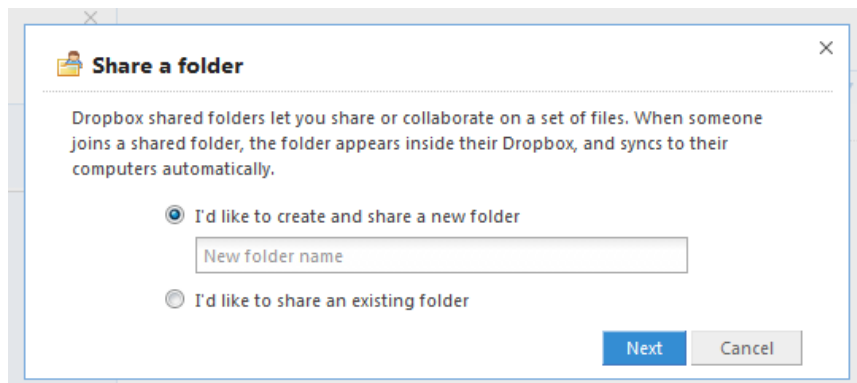 Share a folder
Dropbox shared folders let you share or collaborate on a set of files. When someone
joins a shared folder, the folder appears inside their Dropbox, and syncs to their
computers automatically.
I'd like to create and share a new folder
New folder name
I'd like to share an existing folder
Next Cancel